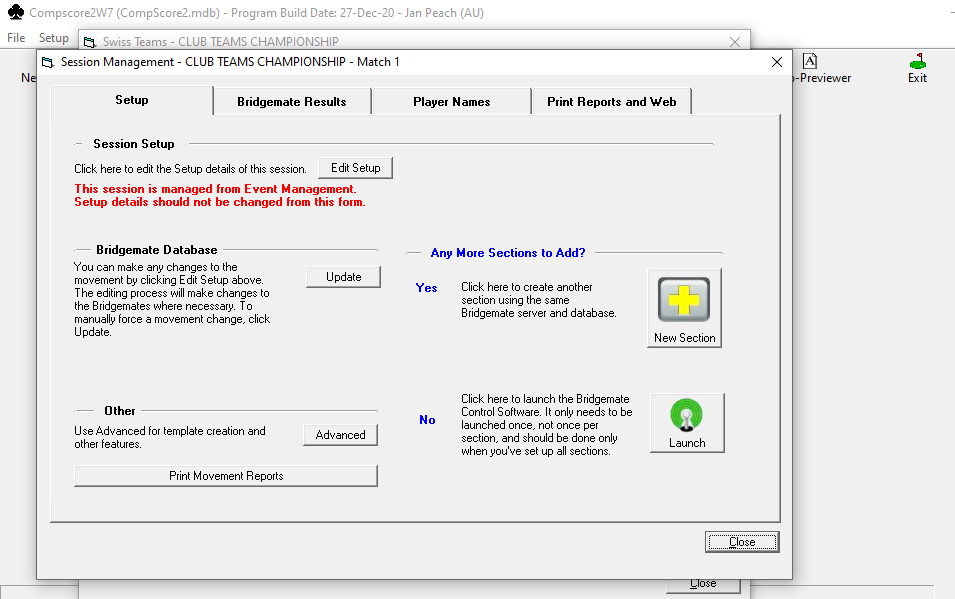 Compscore2W7 (CompScore2.mdb) - Program Build Date: 27-Dec-20 - Jan Peach (AU)
File Setup
Swiss Teams - CLUB TEAMS CHAMPIONSHIP
Session Management - CLUB TEAMS CHAMPIONSHIP - Match 1
Ne
o-Previewer
Exit
Setup
Bridgemate Results
Player Names
Print Reports and Web
Session Setup
Click here to edit the Setup details of this session.
Edit Setup
This session is managed from Event Management.
Setup details should not be changed from this form.
Bridgemate Database
You can make any changes to the
movement by clicking Edit Setup above.
The editing process will make changes to
the Bridgemates where necessary. To
manually force a movement change, click
Update.
Update
Any More Sections to Add?
Yes
Click here to create another
section using the same
Bridgemate server and database.
New Section
Other
Use Advanced for template creation and
other features.
Advanced
Print Movement Reports
No
Click here to launch the Bridgemate
Control Software. It only needs to be
launched once, not once per
section, and should be done only
when you've set up all sections.
Launch
Close
Close